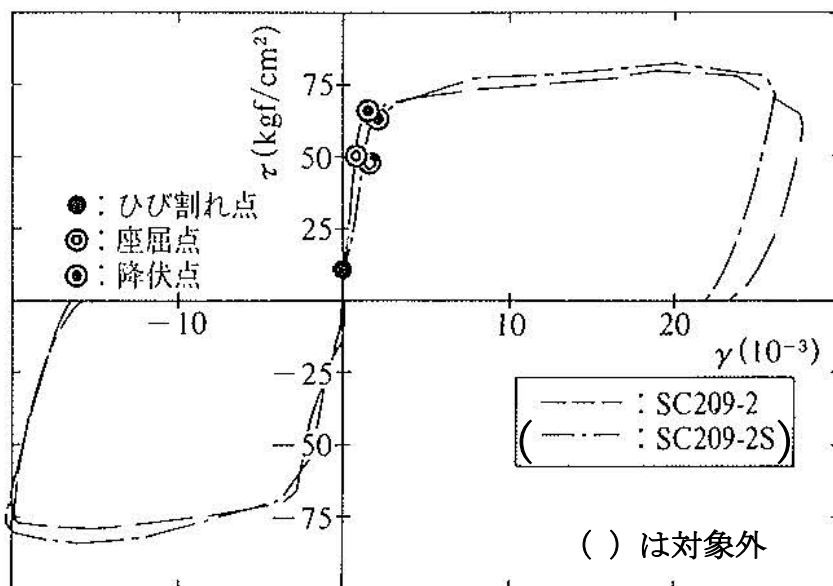 τ(kgf/cm²)
75
50
25
●：ひび割れ点
◎：座屈点
◉：降伏点
−10
10
20
γ(10⁻³)
−25
−50
−75
— — —：SC209-2
(— - —：SC209-2S)
( ) は対象外